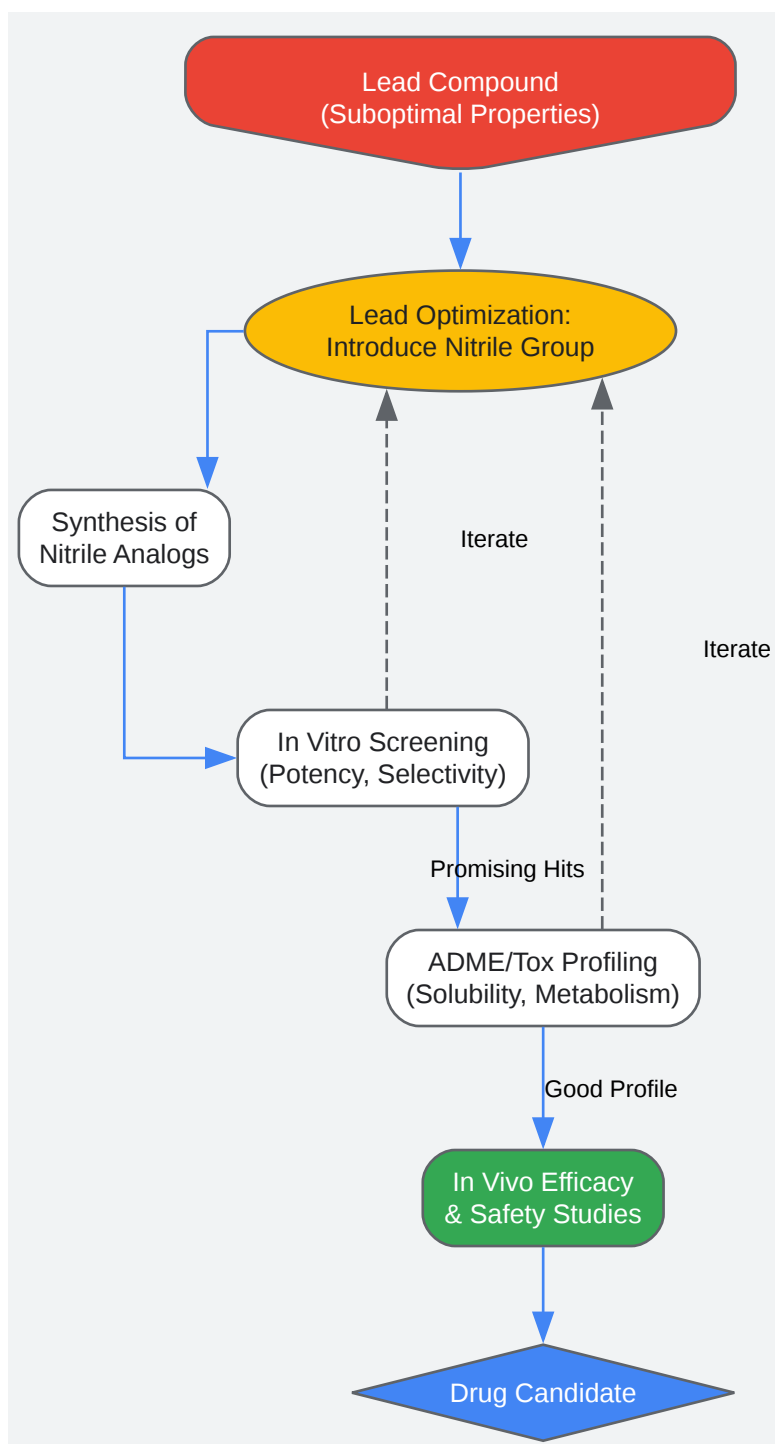 Lead Compound
(Suboptimal Properties)
Lead Optimization:
Introduce Nitrile Group
Synthesis of
Nitrile Analogs
Iterate
Iterate
In Vitro Screening
(Potency, Selectivity)
Promising Hits
ADME/Tox Profiling
(Solubility, Metabolism)
Good Profile
In Vivo Efficacy
& Safety Studies
Drug Candidate